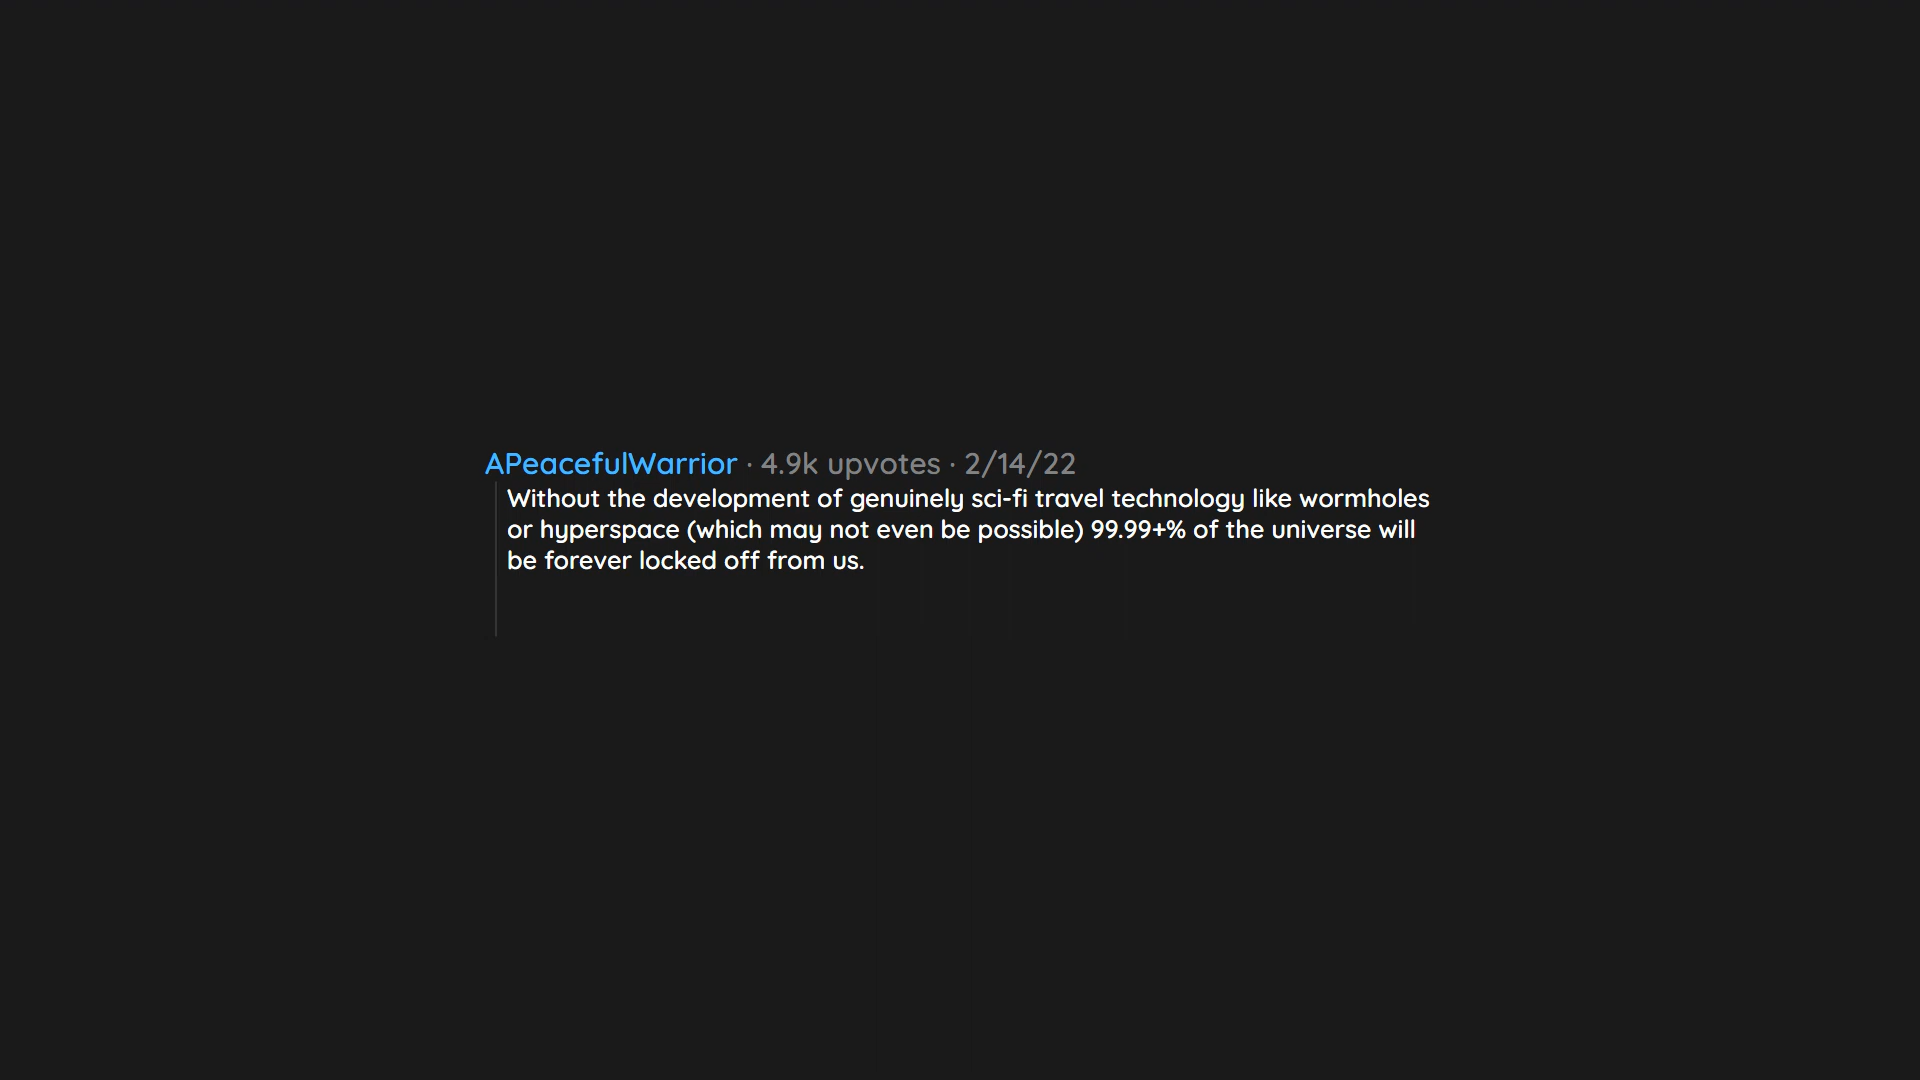 APeacefulWarrior · 4.9k upvotes · 2/14/22
Without the development of genuinely sci-fi travel technology like wormholes
or hyperspace (which may not even be possible) 99.99+% of the universe will
be forever locked off from us.